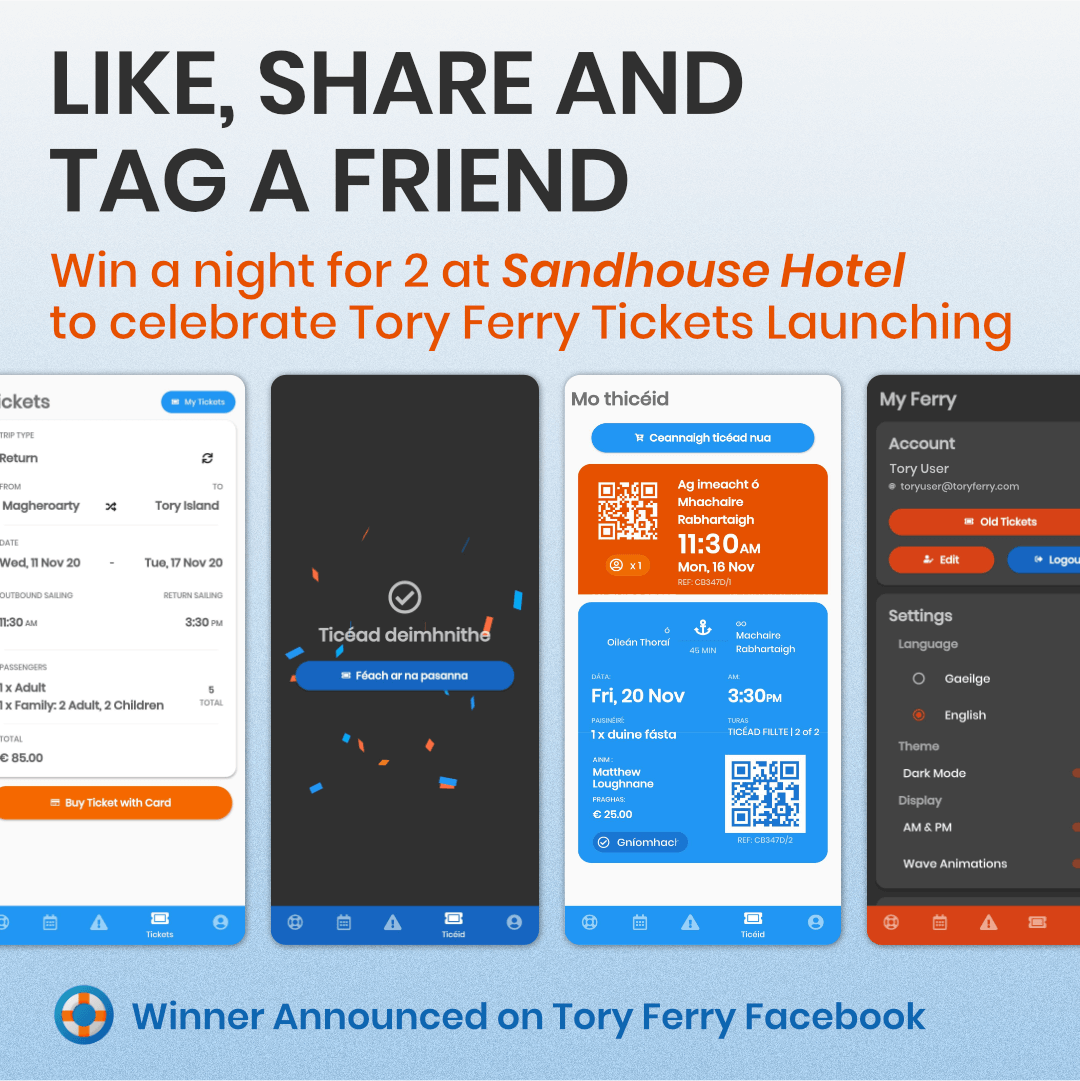 LIKE, SHARE AND
TAG A FRIEND
Win a night for 2 at Sandhouse Hotel
to celebrate Tory Ferry Tickets Launching
ickets
My Tickets
TRIP TYPE
Return
FROM
TO
Magheroarty
Tory Island
DATE
Wed, 11 Nov 20 - Tue, 17 Nov 20
OUTBOUND SAILING
RETURN SAILING
11:30 AM
3:30 PM
PASSENGERS
1 x Adult
1 x Family: 2 Adult, 2 Children
5
TOTAL
TOTAL
€ 85.00
Buy Ticket with Card
Tickets
Ticéad deimhnithe
Féach ar na pasanna
Ticéid
Mo thicéid
Ceannaigh ticéad nua
Ag imeacht ó
Mhachaire
Rabhartaigh
11:30AM
Mon, 16 Nov
REF: CB347D/1
x 1
ó
Oileán Thoraí
45 MIN
GO
Machaire
Rabhartaigh
DÁTA:
Fri, 20 Nov
AM:
3:30PM
PAISINÉIRÍ:
1 x duine fásta
TURAS
TICÉAD FILLTE | 2 of 2
AINM:
Matthew
Loughnane
PRAGHAS:
€ 25.00
Gníomhach
REF: CB347D/2
Ticéid
My Ferry
Account
Tory User
toryuser@toryferry.com
Old Tickets
Edit
Logou
Settings
Language
Gaeilge
English
Theme
Dark Mode
Display
AM & PM
Wave Animations
Winner Announced on Tory Ferry Facebook